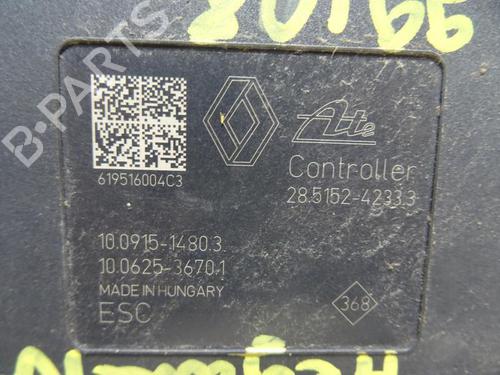 99108
B-PARTS
Ate
Controller
619516004C3
28.5152-4233.3
10.0915-1480.3
10.0625-3670.1
MADE IN HUNGARY
ESC
368